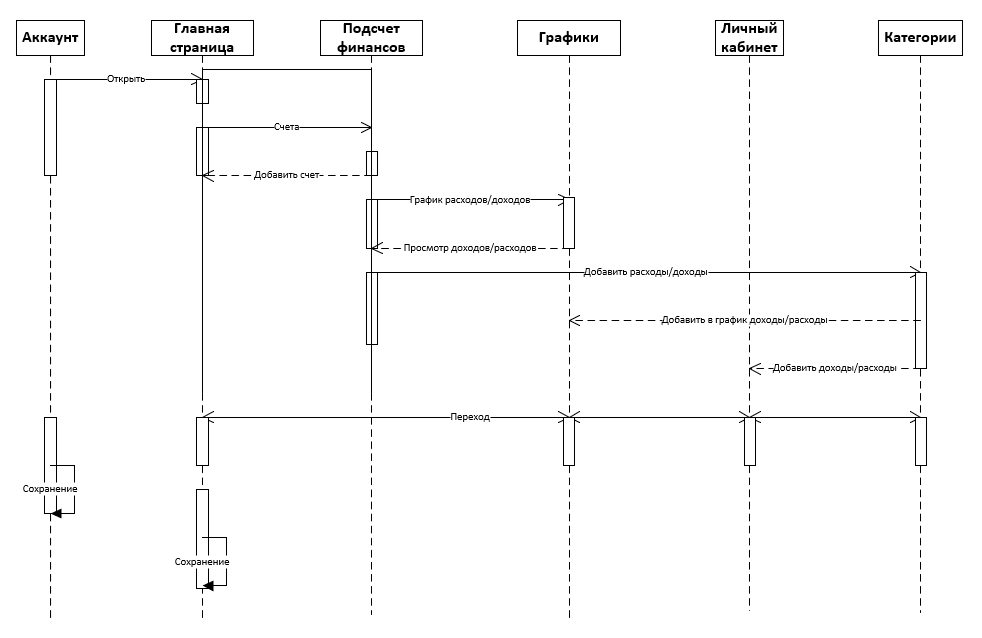 Аккаунт
Главная
страница
Подсчет
финансов
Графики
Личный
кабинет
Категории
Открыть
Счета
Добавить счет
График расходов/доходов
Просмотр доходов/расходов
Добавить расходы/доходы
Добавить в график доходы/расходы
Добавить доходы/расходы
Переход
Сохранение
Сохранение